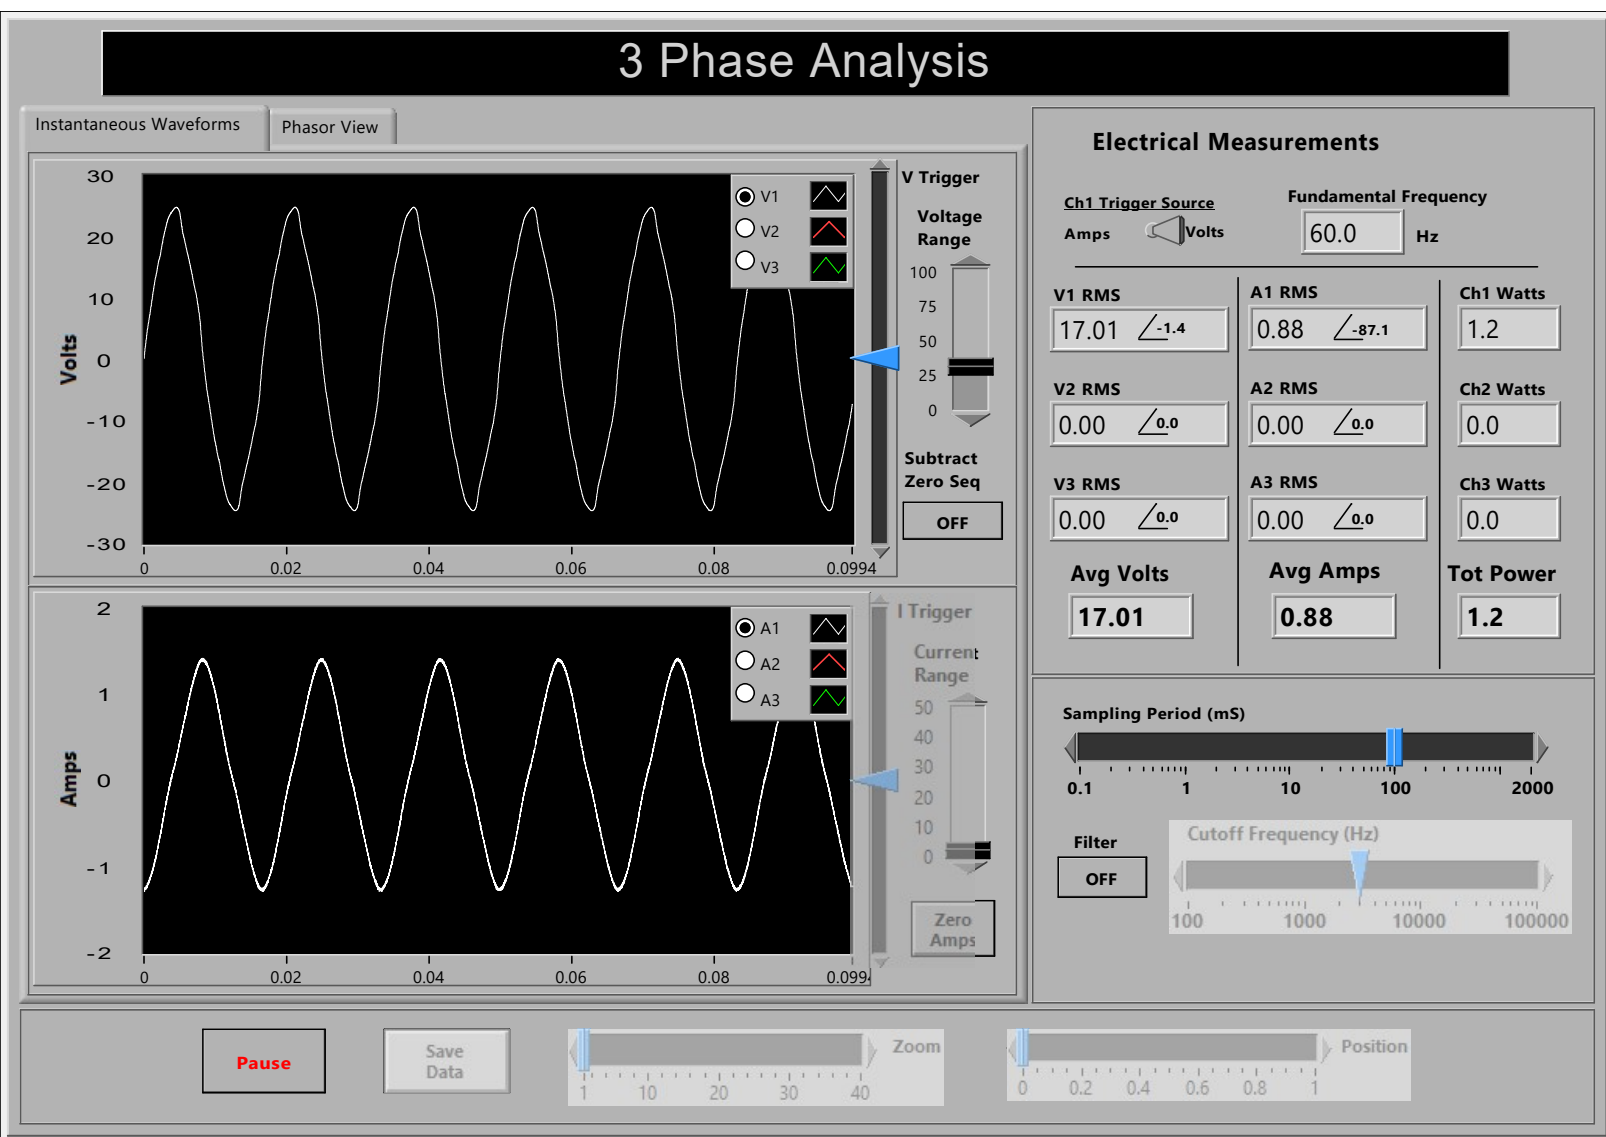 3 Phase Analysis
Instantaneous Waveforms
Phasor View
30
20
10
0
-10
-20
-30
Volts
0
0.02
0.04
0.06
0.08
0.0994
V1
V2
V3
V Trigger
Voltage
Range
100
75
50
25
0
Subtract
Zero Seq
OFF
2
1
0
-1
-2
Amps
0
0.02
0.04
0.06
0.08
0.0994
A1
A2
A3
I Trigger
Current
Range
50
40
30
20
10
0
Zero
Amps
Electrical Measurements
Ch1 Trigger Source
Amps
Volts
Fundamental Frequency
60.0
Hz
V1 RMS
A1 RMS
Ch1 Watts
17.01 -1.4
0.88 -87.1
1.2
V2 RMS
A2 RMS
Ch2 Watts
0.00 0.0
0.00 0.0
0.0
V3 RMS
A3 RMS
Ch3 Watts
0.00 0.0
0.00 0.0
0.0
Avg Volts
Avg Amps
Tot Power
17.01
0.88
1.2
Sampling Period (mS)
0.1 1 10 100 2000
Filter
OFF
Cutoff Frequency (Hz)
100 1000 10000 100000
Pause
Save
Data
Zoom
1 10 20 30 40
Position
0 0.2 0.4 0.6 0.8 1